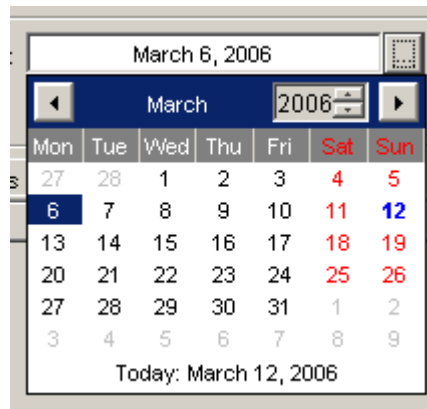 March 6, 2006
March 2006
Mon Tue Wed Thu Fri Sat Sun
s 27 28 1 2 3 4 5
6 7 8 9 10 11 12
13 14 15 16 17 18 19
20 21 22 23 24 25 26
27 28 29 30 31 1 2
3 4 5 6 7 8 9
Today: March 12, 2006